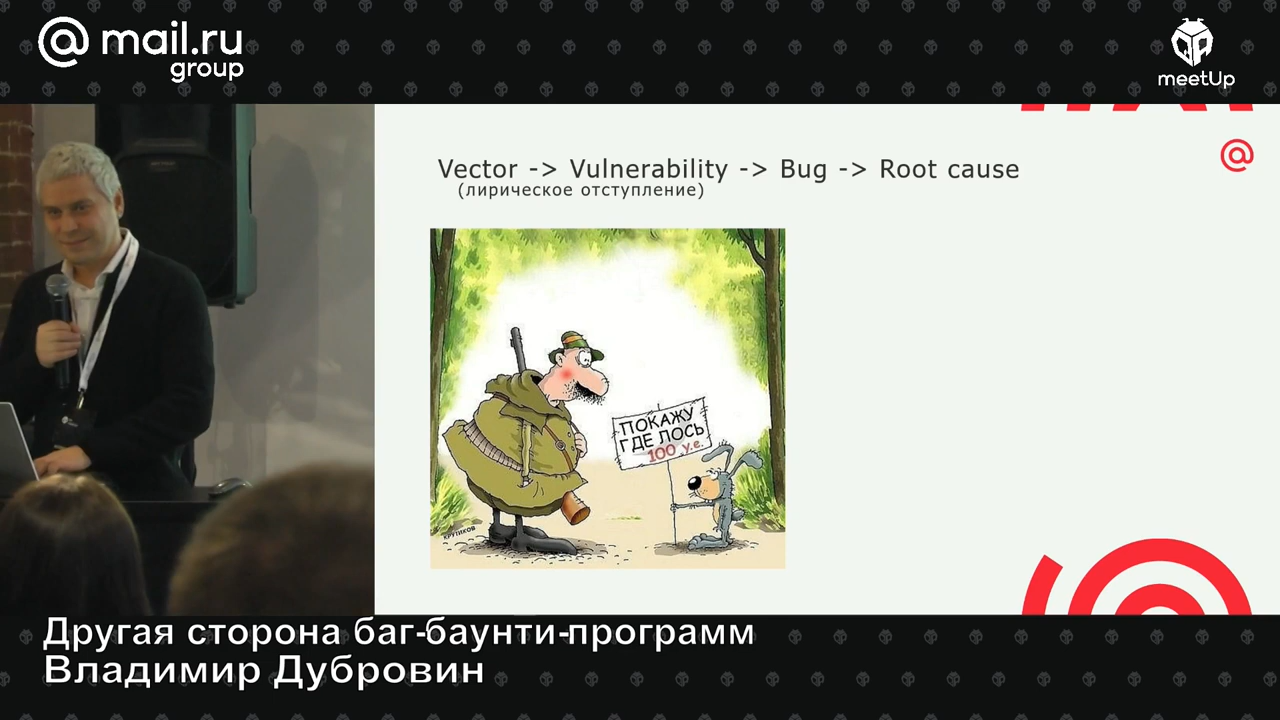 @mail.ru
group
meetUp
Vector -> Vulnerability -> Bug -> Root cause
(лирическое отступление)
@
ПОКАЖУ
ГДЕ ЛОСЬ
100 у.е.
КРУТИКОВ
Другая сторона баг-баунти-программ
Владимир Дубровин